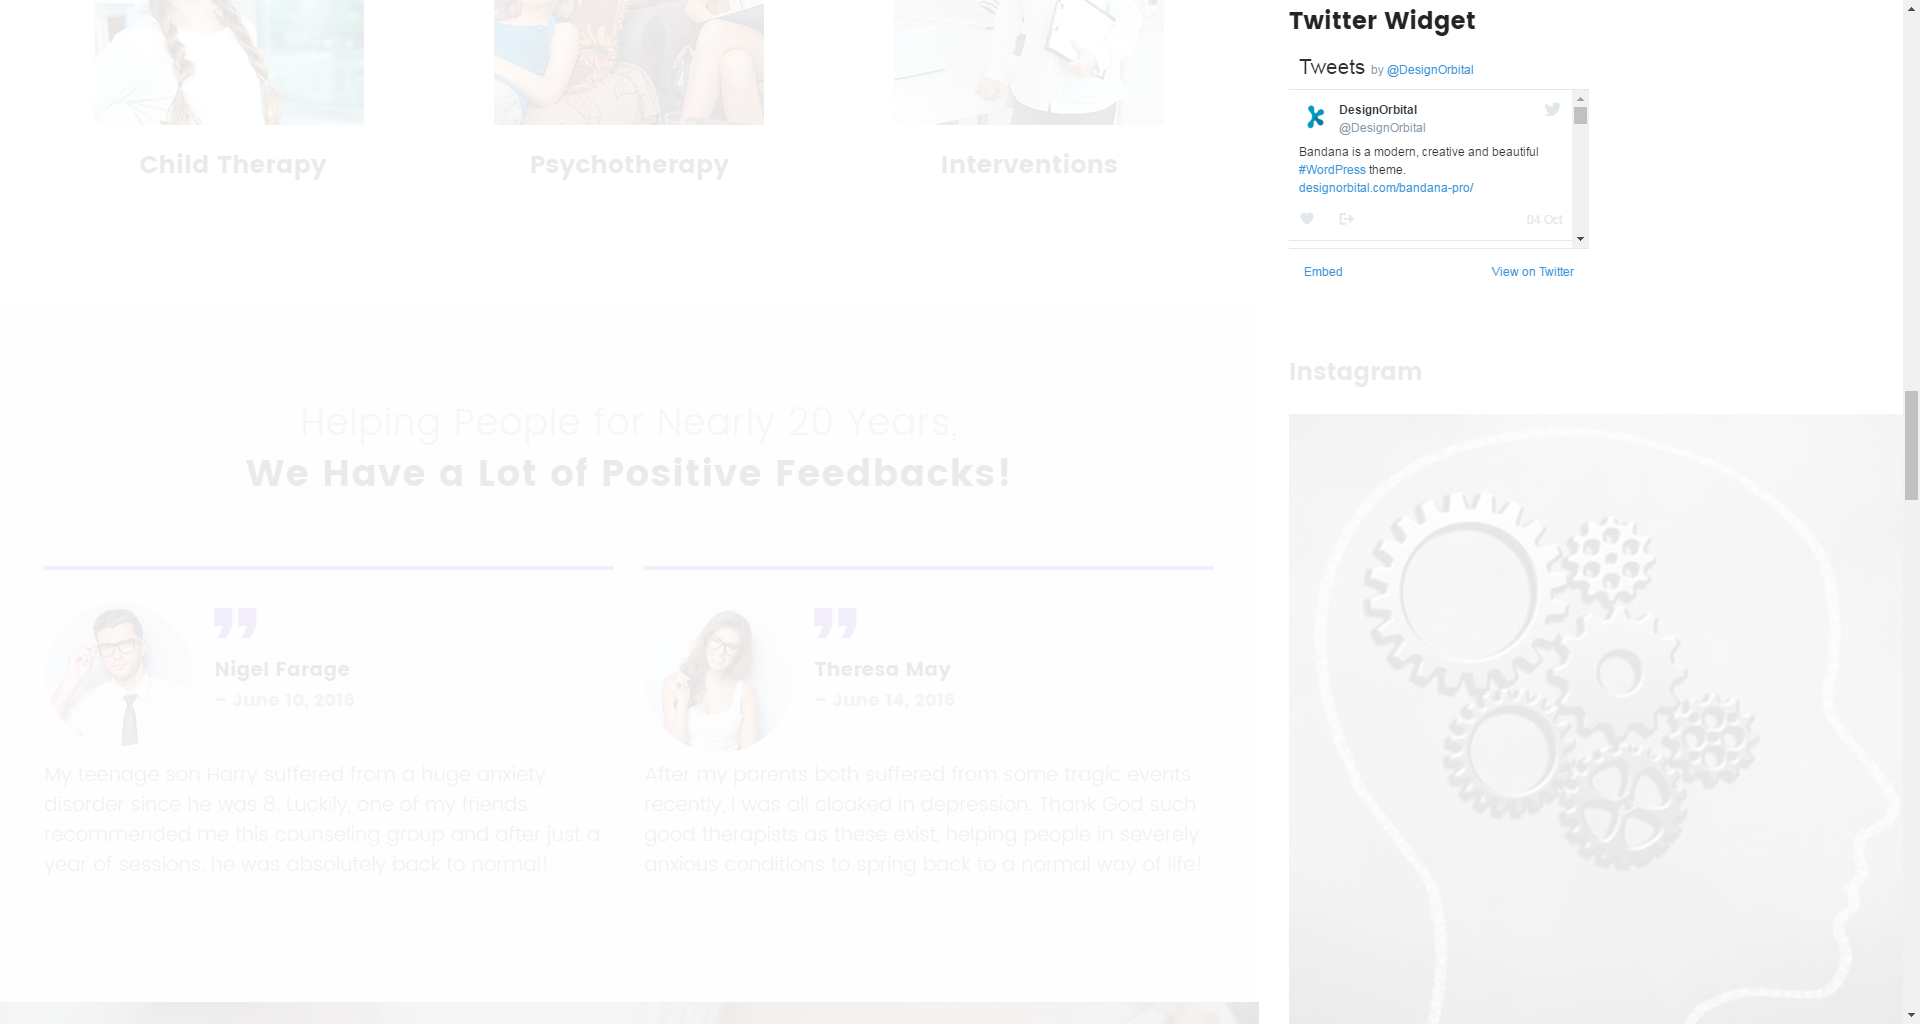 Child Therapy
Psychotherapy
Interventions
Helping People for Nearly 20 Years,
We Have a Lot of Positive Feedbacks!
Nigel Farage
– June 10, 2016
My teenage son Harry suffered from a huge anxiety
disorder since he was 8. Luckily, one of my friends
recommended me this counseling group and after just a
year of sessions, he was absolutely back to normal!
Theresa May
– June 14, 2016
After my parents both suffered from some tragic events
recently, I was all cloaked in depression. Thank God such
good therapists as these exist, helping people in severely
anxious conditions to spring back to a normal way of life!
Twitter Widget
Tweets by @DesignOrbital
DesignOrbital
@DesignOrbital
Bandana is a modern, creative and beautiful
#WordPress theme.
designorbital.com/bandana-pro/
04 Oct
Embed
View on Twitter
Instagram